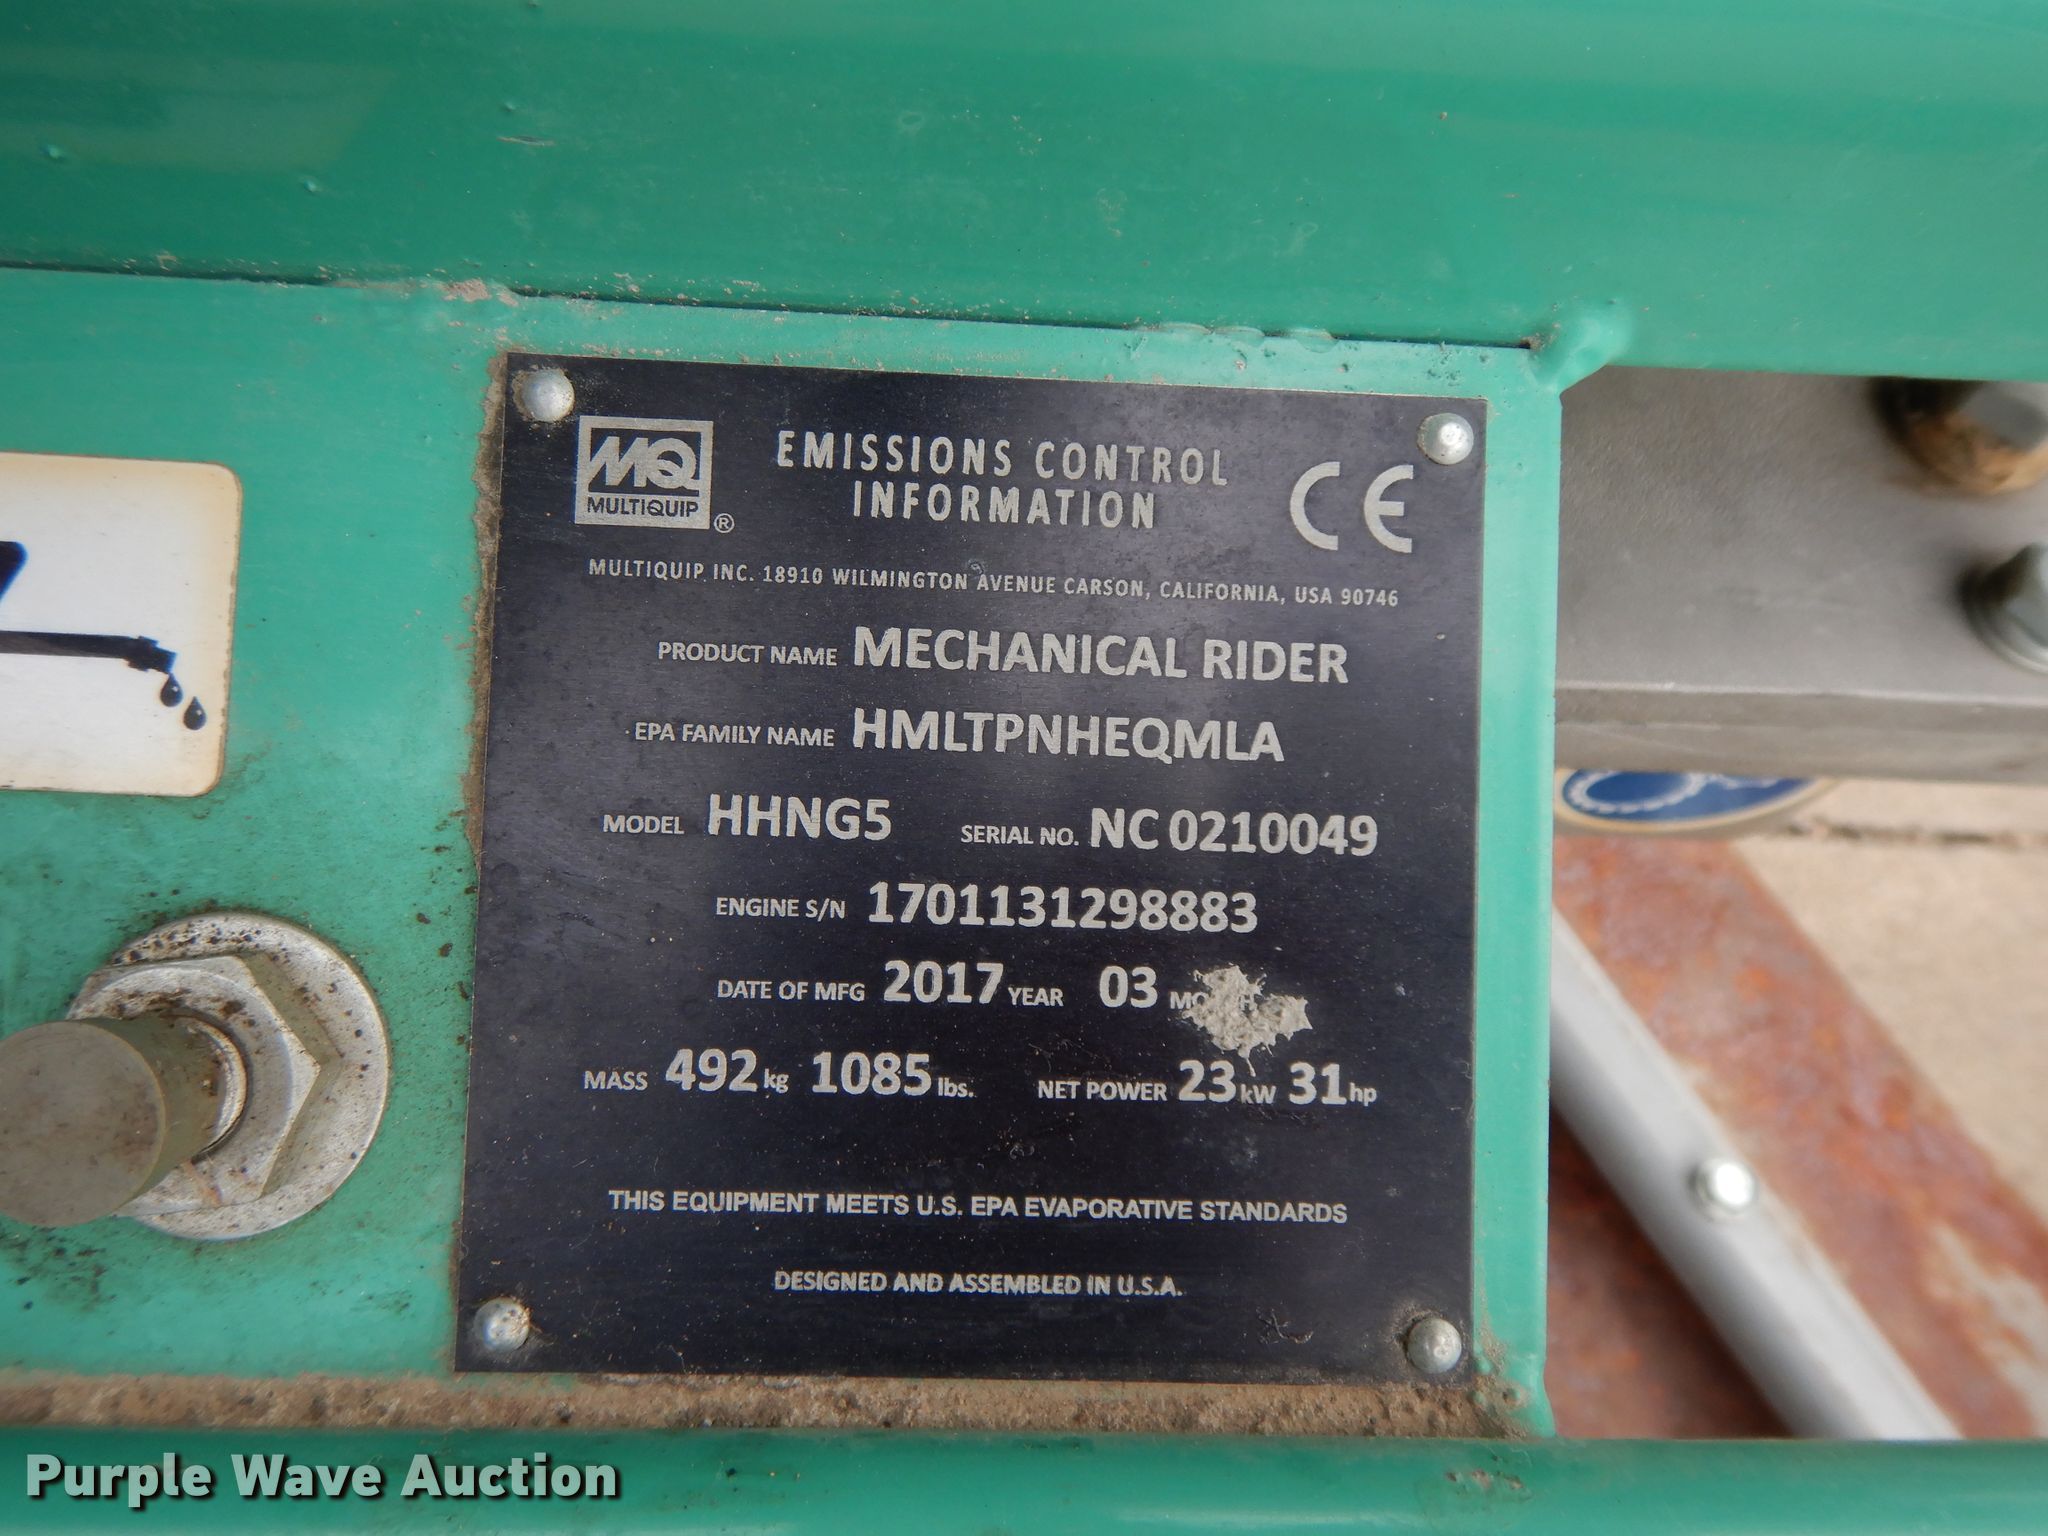 MQ
MULTIQUIP
®
EMISSIONS CONTROL
INFORMATION
CE
MULTIQUIP INC. 18910 WILMINGTON AVENUE CARSON, CALIFORNIA, USA 90746
PRODUCT NAME MECHANICAL RIDER
EPA FAMILY NAME HMLTPNHEQMLA
MODEL HHNG5 SERIAL NO. NC 0210049
ENGINE S/N 1701131298883
DATE OF MFG 2017 YEAR 03 MONTH
MASS 492 kg 1085 lbs. NET POWER 23 kW 31 hp
THIS EQUIPMENT MEETS U.S. EPA EVAPORATIVE STANDARDS
DESIGNED AND ASSEMBLED IN U.S.A.
Purple Wave Auction